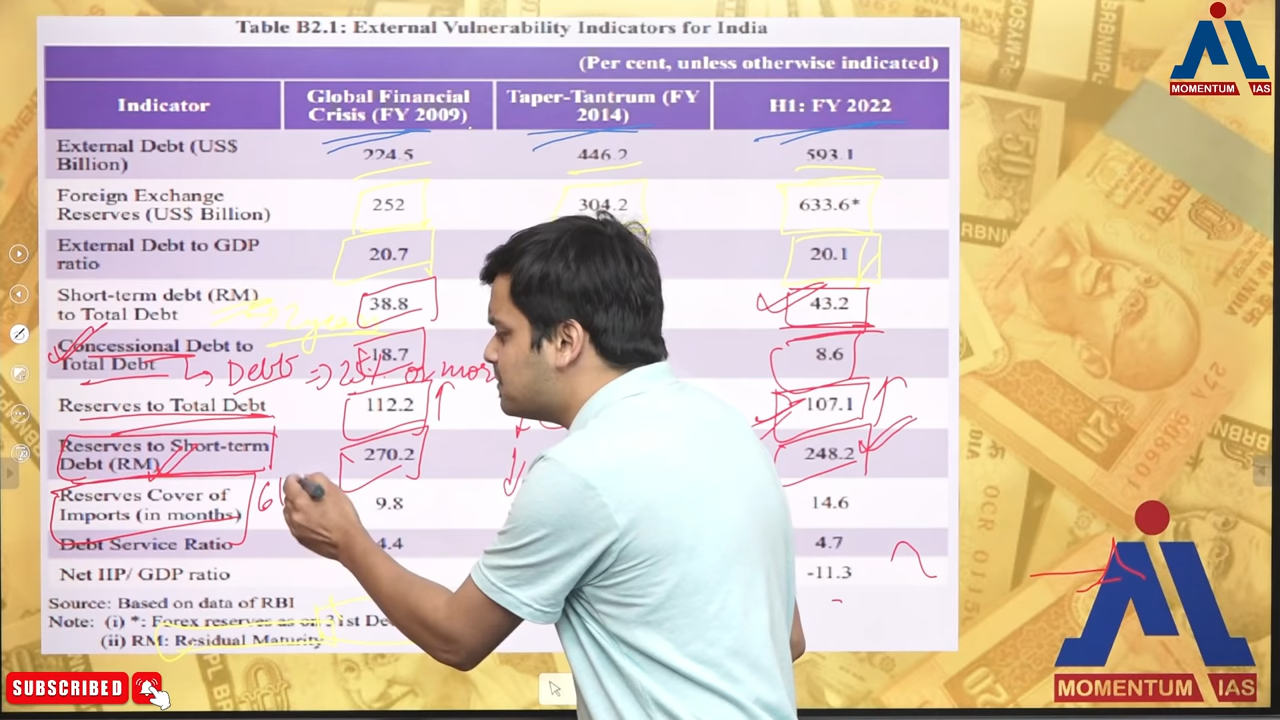 Table B2.1: External Vulnerability Indicators for India
(Per cent, unless otherwise indicated)
Indicator
Global Financial
Crisis (FY 2009)
Taper-Tantrum (FY
2014)
H1: FY 2022
External Debt (US$
Billion)
224.5
446.2
593.1
Foreign Exchange
Reserves (US$ Billion)
252
304.2
633.6*
External Debt to GDP
ratio
20.7
20.1
Short-term debt (RM)
to Total Debt
38.8
43.2
Concessional Debt to
Total Debt
18.7
8.6
Debts ⇒ 25% or mor
Reserves to Total Debt
112.2
107.1
Reserves to Short-term
Debt (RM)
270.2
248.2
Reserves Cover of
Imports (in months)
9.8
14.6
Debt Service Ratio
4.4
4.7
Net IIP/ GDP ratio
-11.3
Source: Based on data of RBI
Note: (i) *: Forex reserves as on 31st De
(ii) RM: Residual Maturity
MOMENTUM IAS
MOMENTUM IAS
SUBSCRIBED